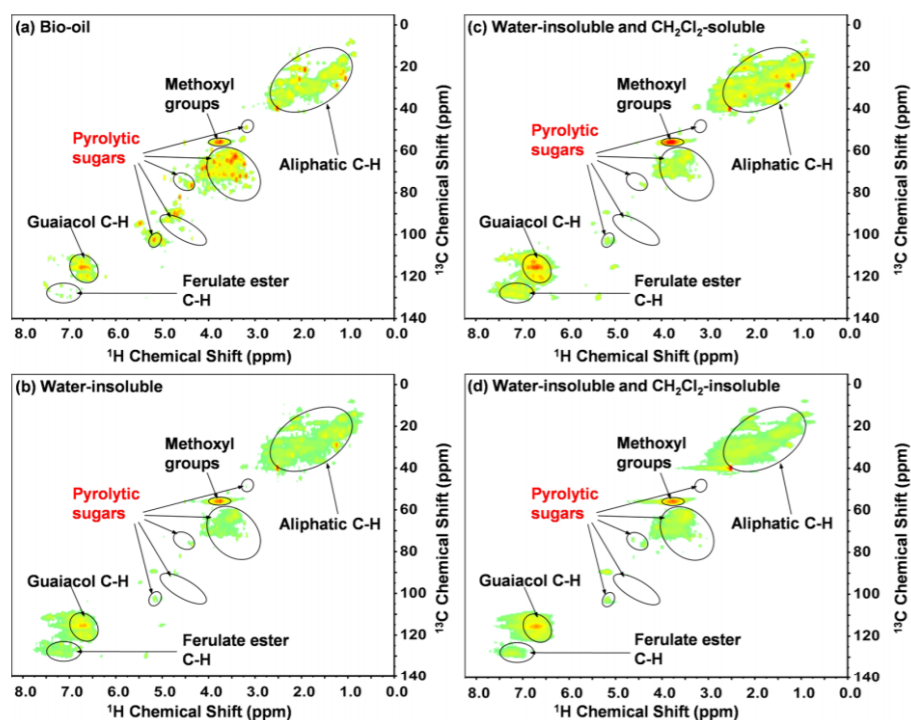 (a) Bio-oil
Methoxyl
groups
Pyrolytic
sugars
Aliphatic C-H
Guaiacol C-H
Ferulate ester
C-H
0
20
40
60
80
100
120
140
¹³C Chemical Shift (ppm)
8.0 7.0 6.0 5.0 4.0 3.0 2.0 1.0 0.0
¹H Chemical Shift (ppm)
(c) Water-insoluble and CH₂Cl₂-soluble
Methoxyl
groups
Pyrolytic
sugars
Aliphatic C-H
Guaiacol C-H
Ferulate ester
C-H
0
20
40
60
80
100
120
140
¹³C Chemical Shift (ppm)
8.0 7.0 6.0 5.0 4.0 3.0 2.0 1.0 0.0
¹H Chemical Shift (ppm)
(b) Water-insoluble
Methoxyl
groups
Pyrolytic
sugars
Aliphatic C-H
Guaiacol C-H
Ferulate ester
C-H
0
20
40
60
80
100
120
140
¹³C Chemical Shift (ppm)
8.0 7.0 6.0 5.0 4.0 3.0 2.0 1.0 0.0
¹H Chemical Shift (ppm)
(d) Water-insoluble and CH₂Cl₂-insoluble
Methoxyl
groups
Pyrolytic
sugars
Aliphatic C-H
Guaiacol C-H
Ferulate ester
C-H
0
20
40
60
80
100
120
140
¹³C Chemical Shift (ppm)
8.0 7.0 6.0 5.0 4.0 3.0 2.0 1.0 0.0
¹H Chemical Shift (ppm)